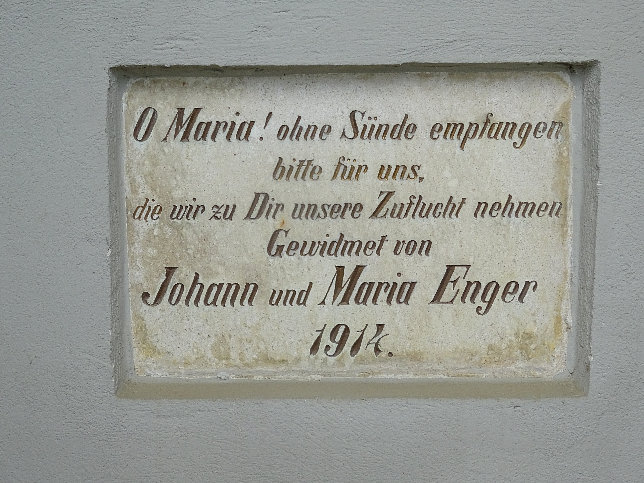 O Maria! ohne Sünde empfangen
bitte für uns,
die wir zu Dir unsere Zuflucht nehmen
Gewidmet von
Johann und Maria Enger
1914.